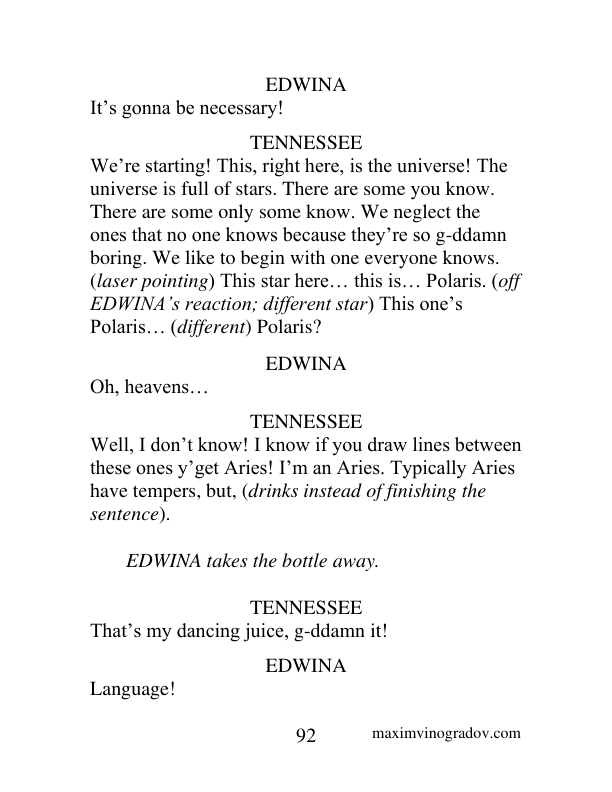 EDWINA
It’s gonna be necessary!
TENNESSEE
We’re starting! This, right here, is the universe! The
universe is full of stars. There are some you know.
There are some only some know. We neglect the
ones that no one knows because they’re so g-ddamn
boring. We like to begin with one everyone knows.
(laser pointing) This star here… this is… Polaris. (off
EDWINA’s reaction; different star) This one’s
Polaris… (different) Polaris?
EDWINA
Oh, heavens…
TENNESSEE
Well, I don’t know! I know if you draw lines between
these ones y’get Aries! I’m an Aries. Typically Aries
have tempers, but, (drinks instead of finishing the
sentence).
EDWINA takes the bottle away.
TENNESSEE
That’s my dancing juice, g-ddamn it!
EDWINA
Language!
92 maximvinogradov.com